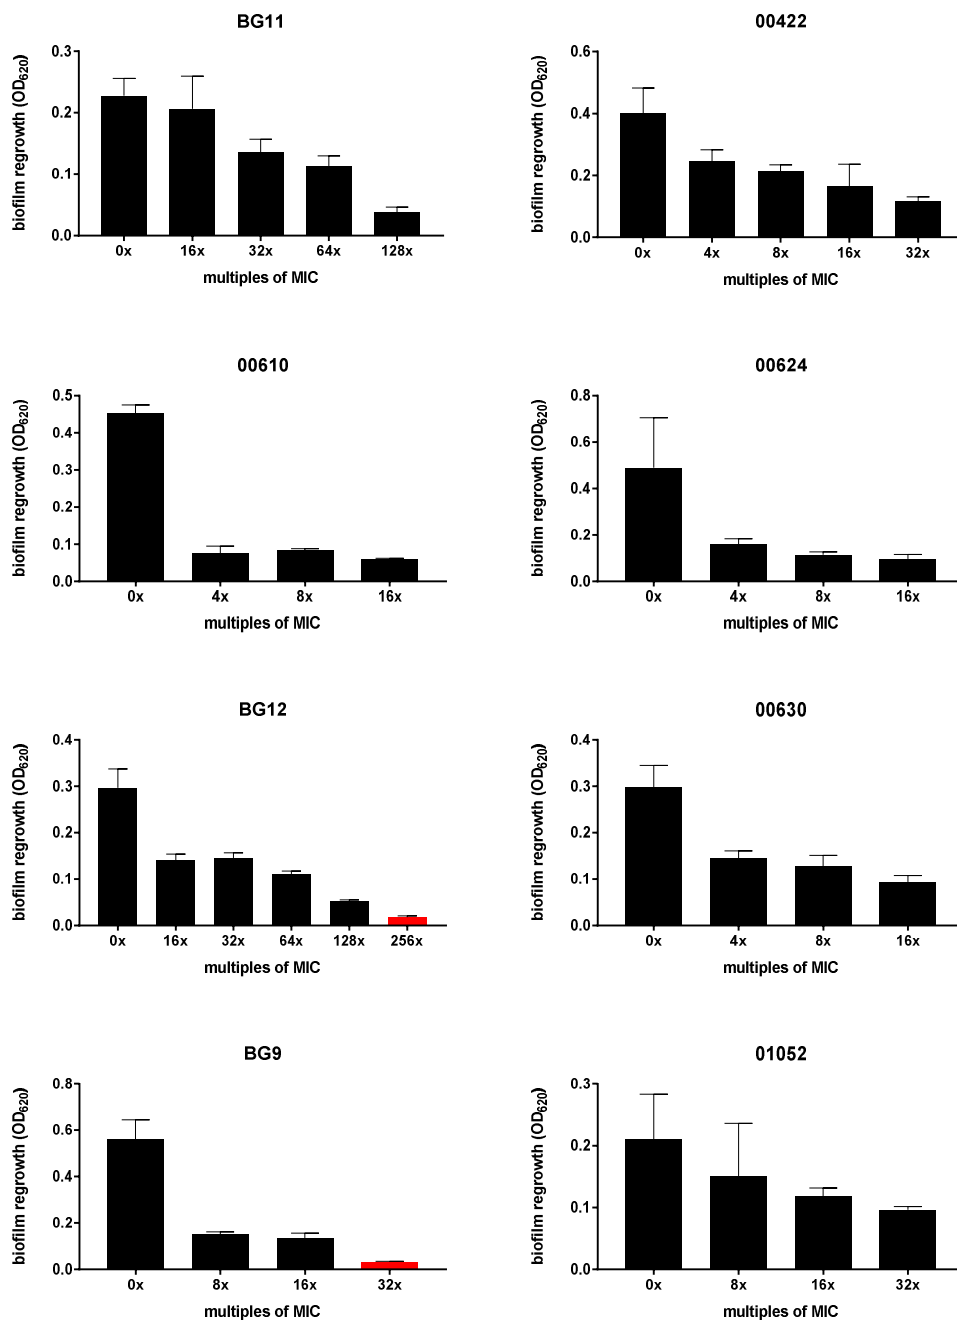 BG11
0.3
0.2
0.1
0.0
biofilm regrowth (OD620)
0x 16x 32x 64x 128x
multiples of MIC
00422
0.6
0.4
0.2
0.0
biofilm regrowth (OD620)
0x 4x 8x 16x 32x
multiples of MIC
00610
0.5
0.4
0.3
0.2
0.1
0.0
biofilm regrowth (OD620)
0x 4x 8x 16x
multiples of MIC
00624
0.8
0.6
0.4
0.2
0.0
biofilm regrowth (OD620)
0x 4x 8x 16x
multiples of MIC
BG12
0.4
0.3
0.2
0.1
0.0
biofilm regrowth (OD620)
0x 16x 32x 64x 128x 256x
multiples of MIC
00630
0.4
0.3
0.2
0.1
0.0
biofilm regrowth (OD620)
0x 4x 8x 16x
multiples of MIC
BG9
0.8
0.6
0.4
0.2
0.0
biofilm regrowth (OD620)
0x 8x 16x 32x
multiples of MIC
01052
0.3
0.2
0.1
0.0
biofilm regrowth (OD620)
0x 8x 16x 32x
multiples of MIC